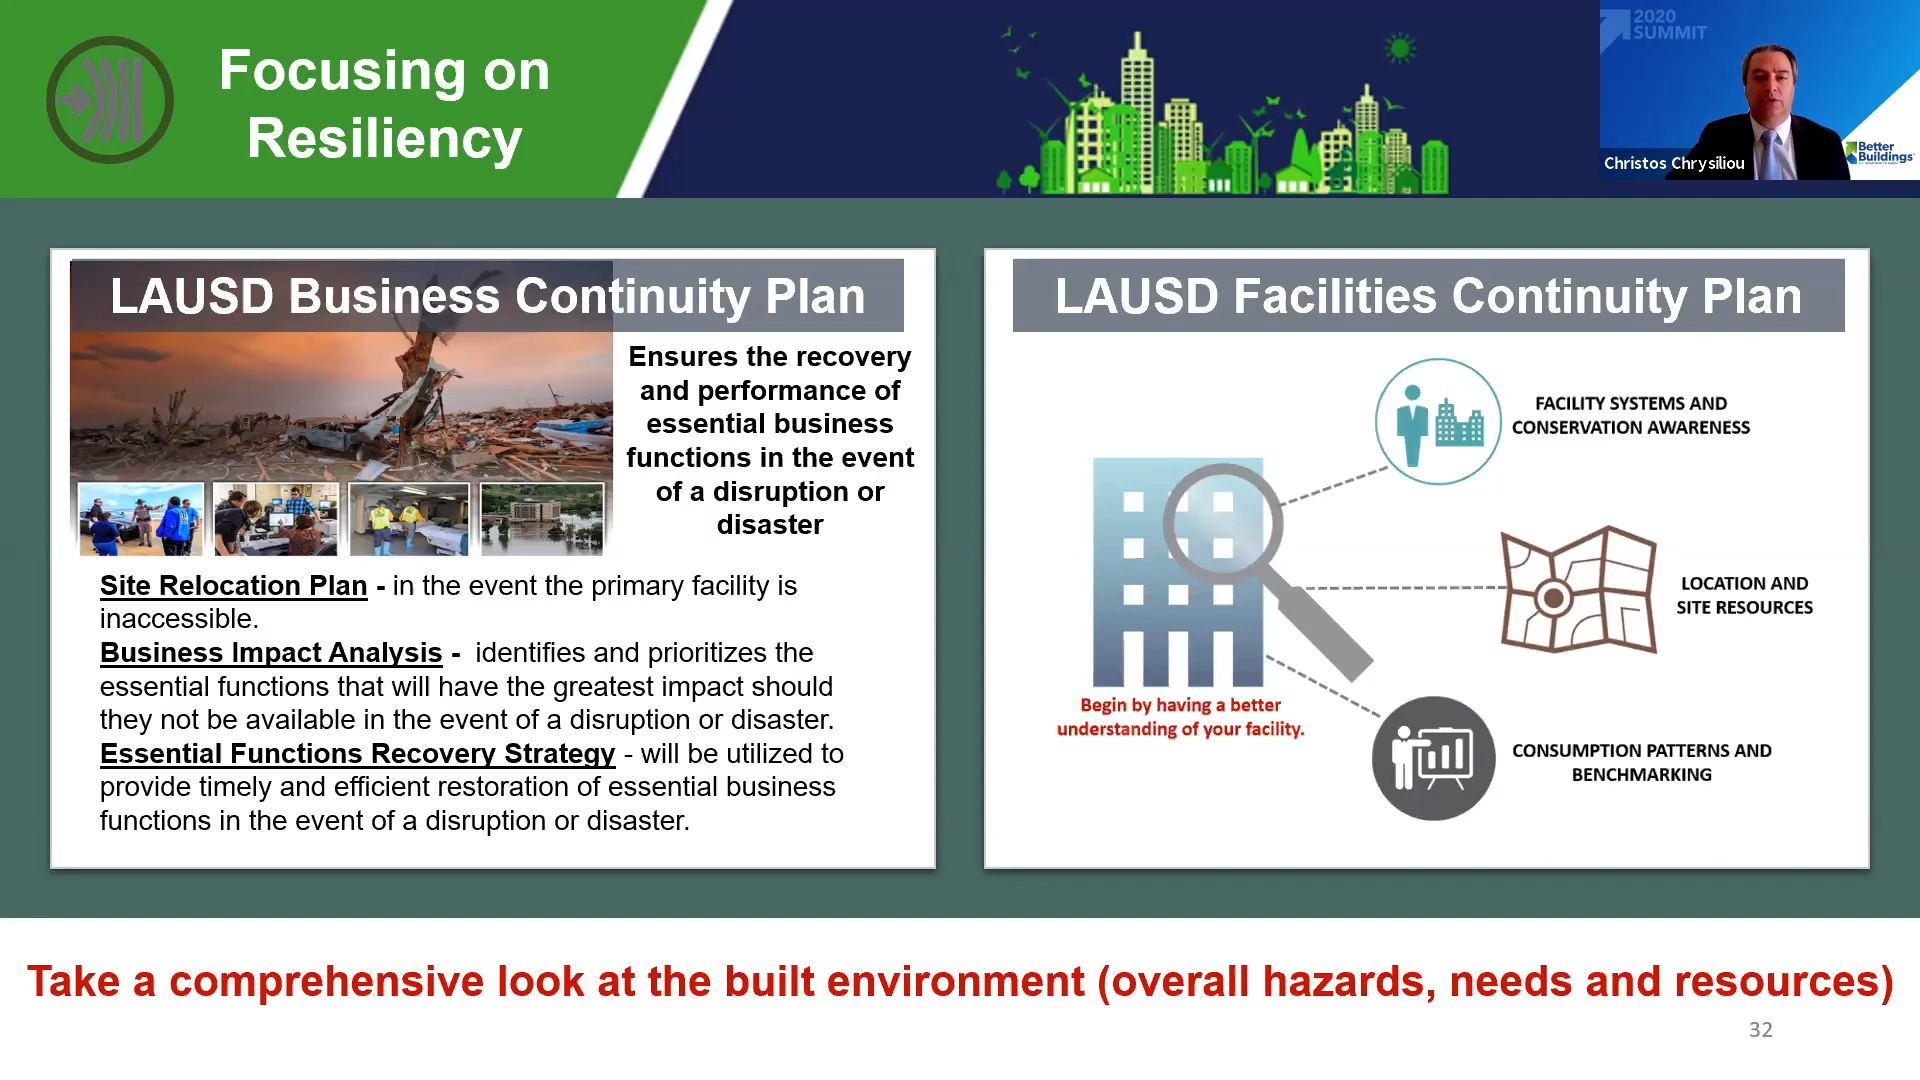 Focusing on
Resiliency
2020
SUMMIT
Christos Chrysiliou
Better
Buildings
LAUSD Business Continuity Plan
Ensures the recovery
and performance of
essential business
functions in the event
of a disruption or
disaster
Site Relocation Plan - in the event the primary facility is
inaccessible.
Business Impact Analysis - identifies and prioritizes the
essential functions that will have the greatest impact should
they not be available in the event of a disruption or disaster.
Essential Functions Recovery Strategy - will be utilized to
provide timely and efficient restoration of essential business
functions in the event of a disruption or disaster.
LAUSD Facilities Continuity Plan
FACILITY SYSTEMS AND
CONSERVATION AWARENESS
LOCATION AND
SITE RESOURCES
Begin by having a better
understanding of your facility.
CONSUMPTION PATTERNS AND
BENCHMARKING
Take a comprehensive look at the built environment (overall hazards, needs and resources)
32